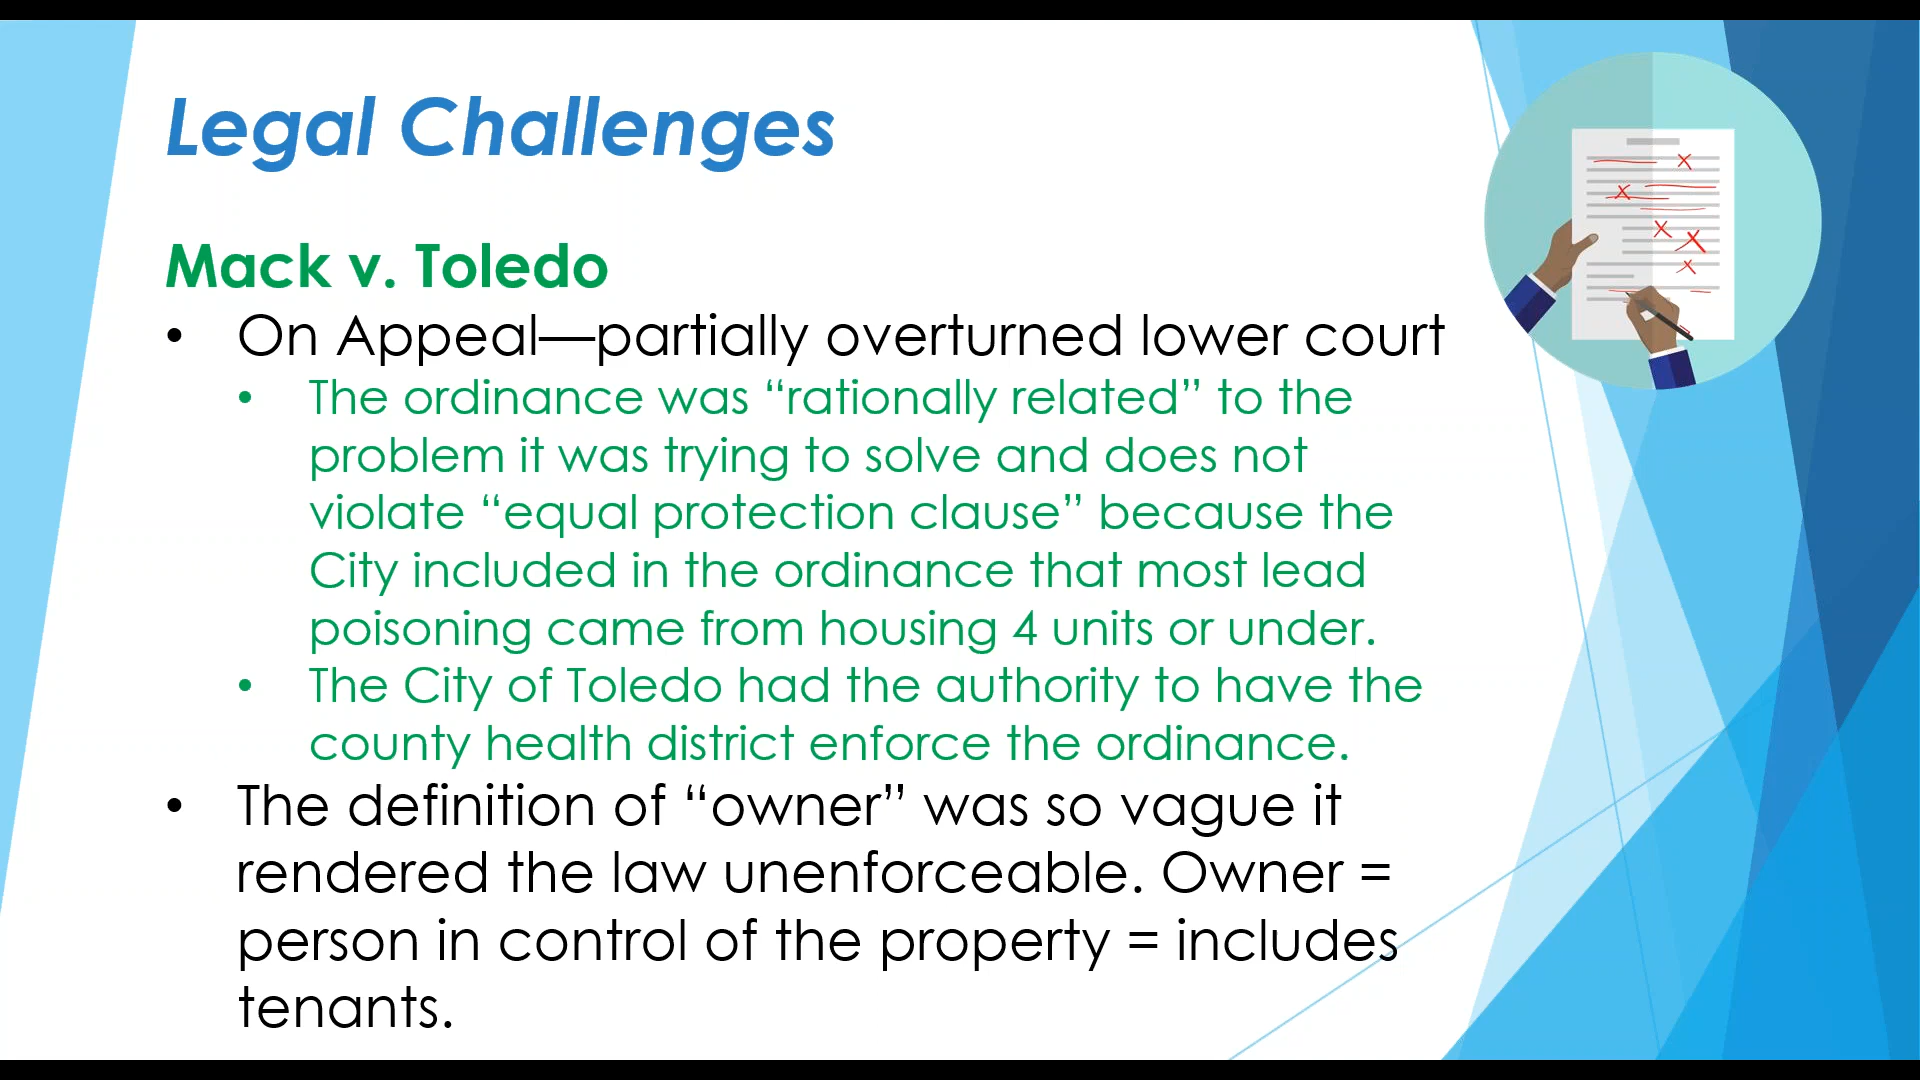 Legal Challenges
Mack v. Toledo
• On Appeal—partially overturned lower court
• The ordinance was “rationally related” to the
problem it was trying to solve and does not
violate “equal protection clause” because the
City included in the ordinance that most lead
poisoning came from housing 4 units or under.
• The City of Toledo had the authority to have the
county health district enforce the ordinance.
• The definition of “owner” was so vague it
rendered the law unenforceable. Owner =
person in control of the property = includes
tenants.